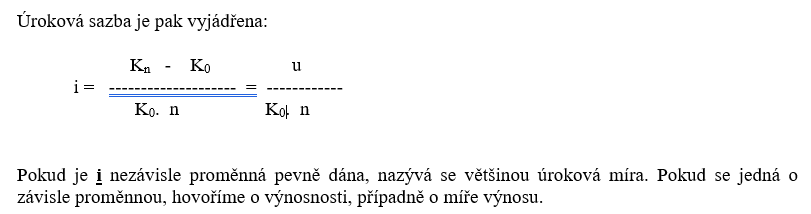 Úroková sazba je pak vyjádřena:
Kn - K0 u
i = -------------------- = ------------
K0. n K0. n
Pokud je i nezávisle proměnná pevně dána, nazývá se většinou úroková míra. Pokud se jedná o
závisle proměnnou, hovoříme o výnosnosti, případně o míře výnosu.